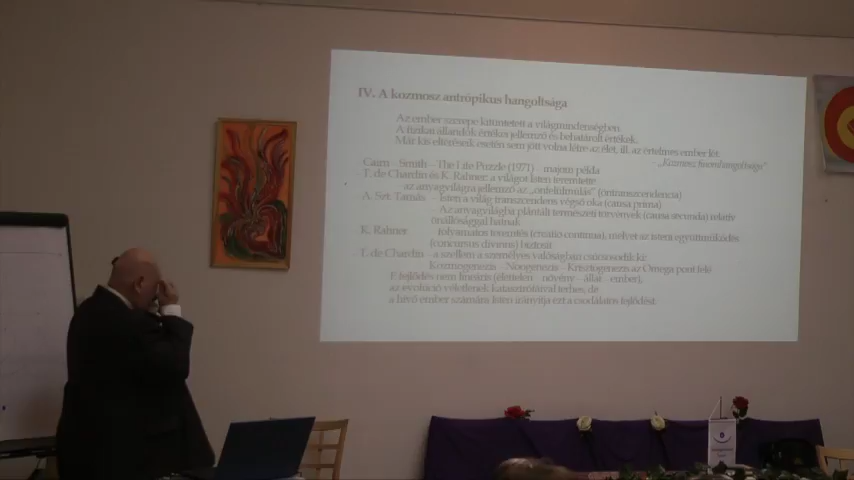 IV. A kozmosz antrópikus hangoltsága
Az ember szerepe kitüntetett a világmindenségben
A fizikai állandók értékei jellemző és behatárolt értékek.
Már kis eltérések esetén sem jött volna létre az élet, ill. az értelmes ember lét.
– „Kozmosz finomhangoltsága”
Cairn – Smith – The Life Puzzle (1971) – majom példa
T. de Chardin és K. Rahner: a világot Isten teremtette
az anyagvilágra jellemző az „önfelülmúlás” (öntranszcendencia)
A. Szt. Tamás – Isten a világ transzcendens végső oka (causa prima)
– Az anyagvilágba plántált természeti törvények (causa secunda) relatív
önállósággal hatnak
K. Rahner – folyamatos teremtés (creatio continua), melyet az isteni együttműködés
(concursus divinus) biztosít
T. de Chardin – a szellem a személyes valóságban csúcsosodik ki:
Kozmogenezis – Noogenezis – Krisztogenezis az Omega pont felé
E fejlődés nem lineáris (élettelen – növény – állat – ember),
az evolúció véletlenek katasztrófáival terhes, de
a hívő ember számára Isten irányítja ezt a csodálatos fejlődést